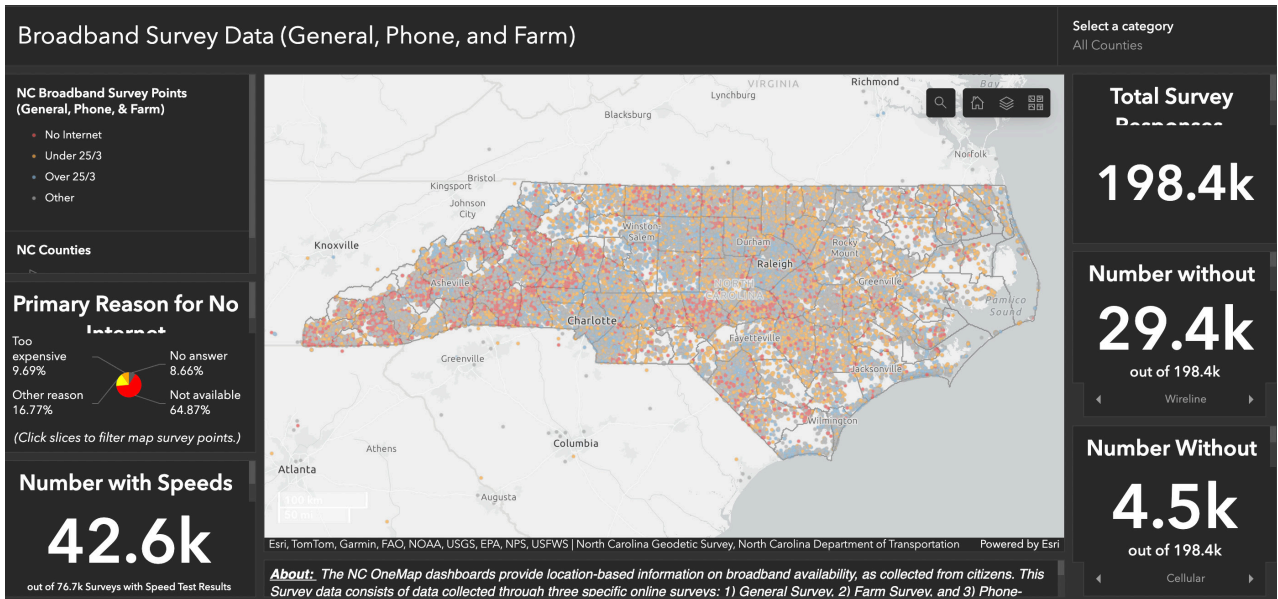 Broadband Survey Data (General, Phone, and Farm)
Select a category
All Counties
NC Broadband Survey Points
(General, Phone, & Farm)
No Internet
Under 25/3
Over 25/3
Other
NC Counties
Primary Reason for No
Internet
Too
expensive
9.69%
No answer
8.66%
Other reason
16.77%
Not available
64.87%
(Click slices to filter map survey points.)
Number with Speeds
42.6k
out of 76.7k Surveys with Speed Test Results
VIRGINIA
Richmond
Bay
Lynchburg
Blacksburg
Norfolk
Bristol
Kingsport
Johnson
City
Knoxville
Winston-
Salem
Durham
Rocky
Mount
Raleigh
Asheville
Greenville
NORTH
CAROLINA
Pamlico
Sound
Charlotte
Fayetteville
Greenville
Jacksonville
Wilmington
Columbia
Athens
Atlanta
Augusta
100 km
50 mi
Esri, TomTom, Garmin, FAO, NOAA, USGS, EPA, NPS, USFWS | North Carolina Geodetic Survey, North Carolina Department of Transportation Powered by Esri
About: The NC OneMap dashboards provide location-based information on broadband availability, as collected from citizens. This
Survey data consists of data collected through three specific online surveys: 1) General Survey, 2) Farm Survey, and 3) Phone-
Total Survey
Responses
198.4k
Number without
29.4k
out of 198.4k
Wireline
Number Without
4.5k
out of 198.4k
Cellular